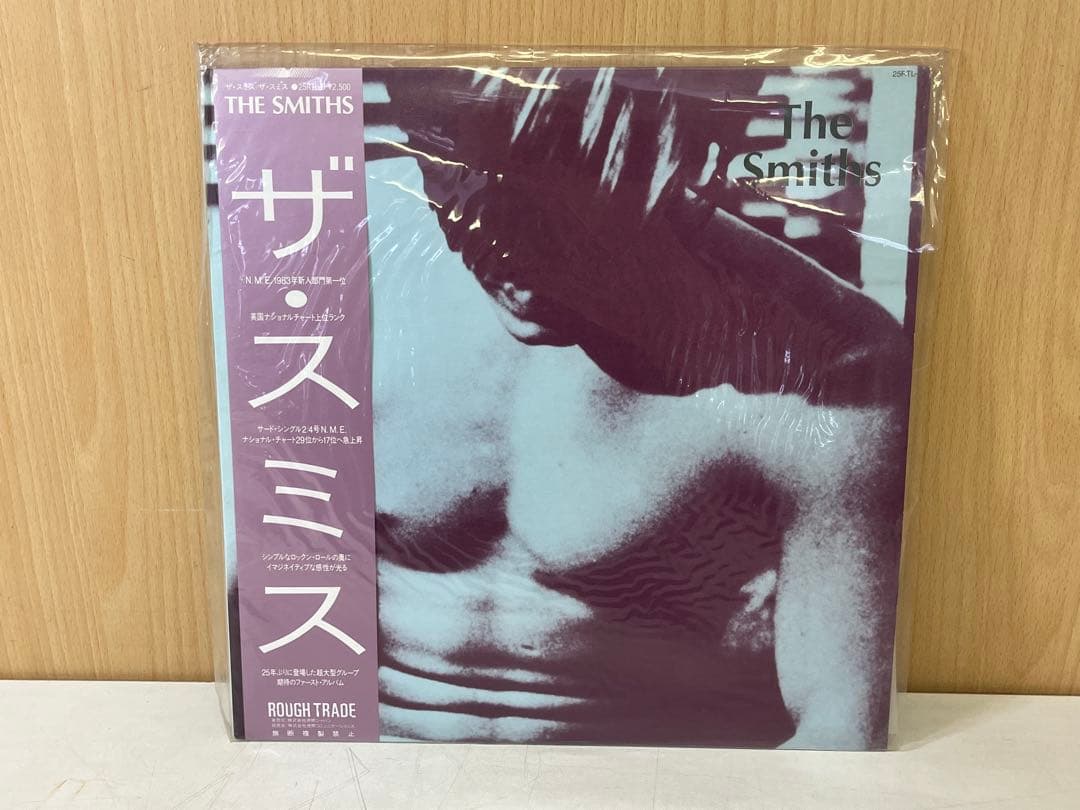 ザ・スミス/ザ・スミス ●25RTL- ¥2,500
THE SMITHS
ザ・スミス
N.M.E. 1983年新人部門第一位
英国ナショナルチャート上位ランク
サード・シングル2/4号N.M.E.
ナショナル・チャート29位から17位へ急上昇
シンプルなロックン・ロールの奥に
イマジネイティブな感性が光る
25年ぶりに登場した超大型グループ
期待のファースト・アルバム
ROUGH TRADE
無断複製禁止
25RTL-
The
Smiths